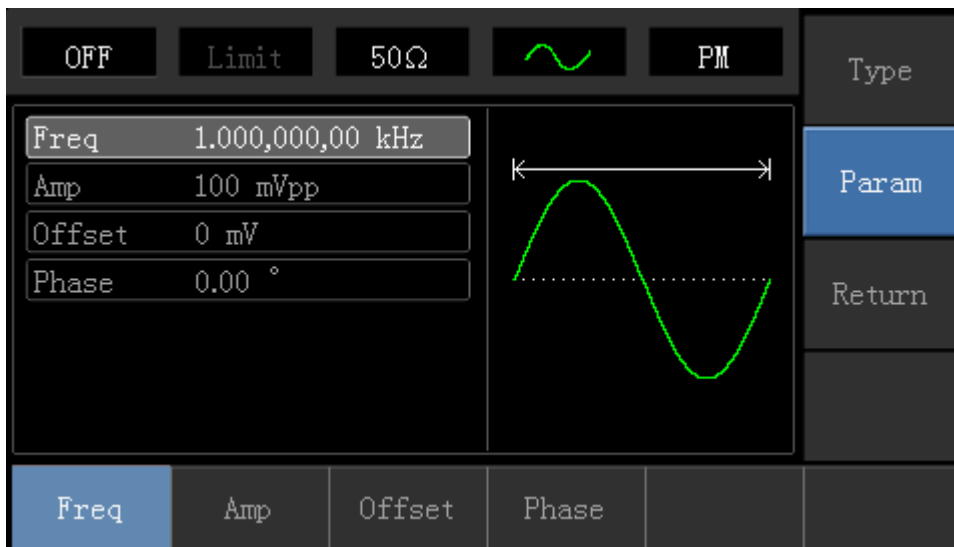 OFF Limit 50Ω PM
Type
Freq 1.000,000,00 kHz
Amp 100 mVpp
Param
Offset 0 mV
Phase 0.00 °
Return
Freq Amp Offset Phase